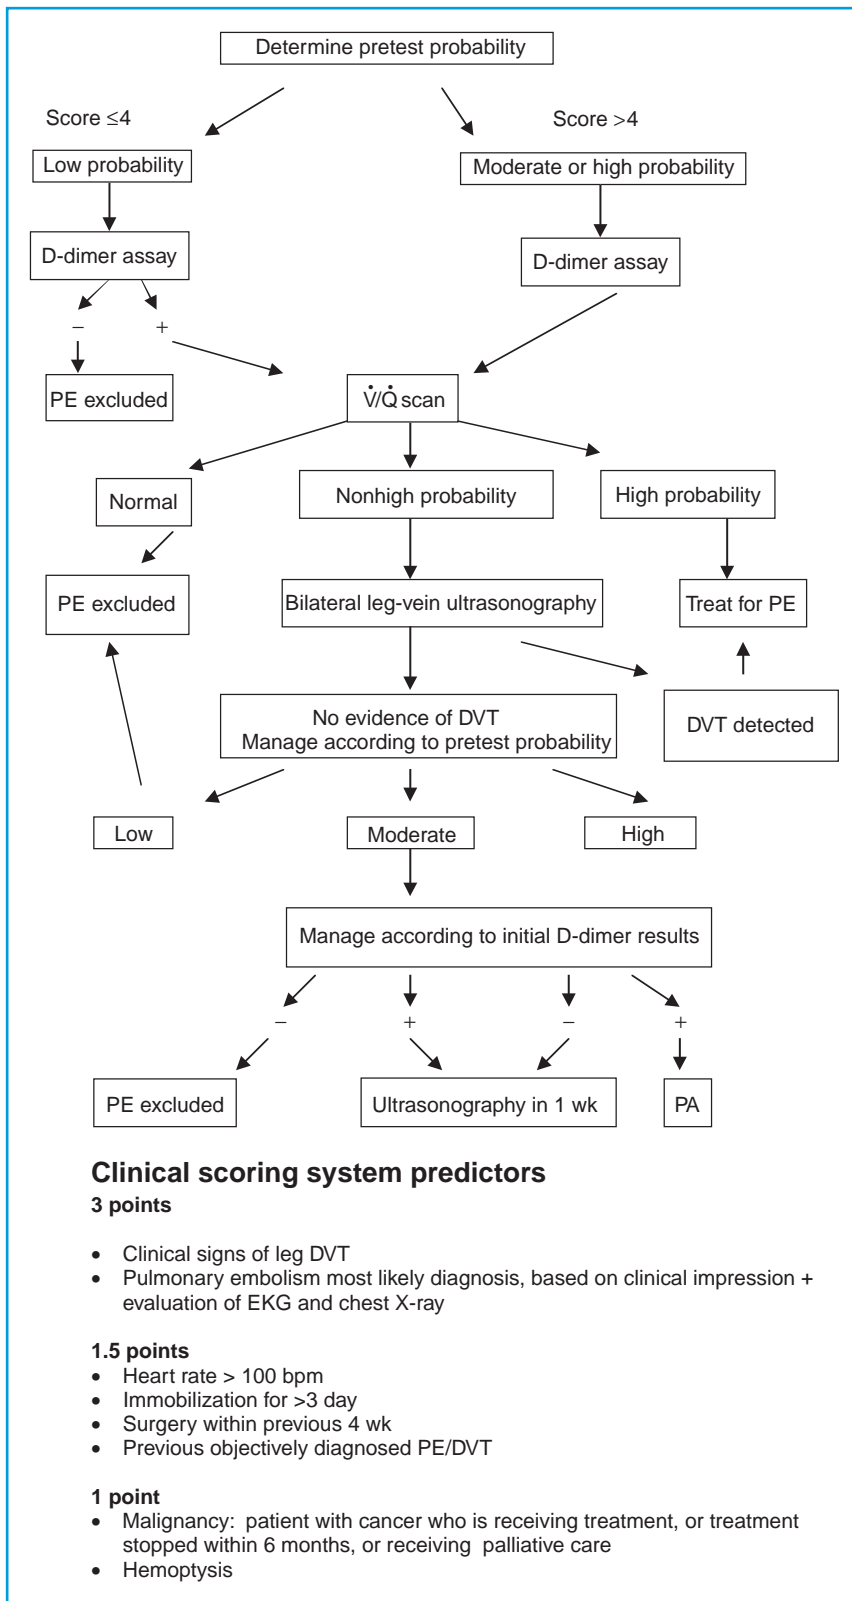 Determine pretest probability
Score ≤4
Score >4
Low probability
Moderate or high probability
D-dimer assay
D-dimer assay
−
+
PE excluded
V̇/Q̇ scan
Normal
Nonhigh probability
High probability
PE excluded
Bilateral leg-vein ultrasonography
Treat for PE
No evidence of DVT
Manage according to pretest probability
DVT detected
Low
Moderate
High
Manage according to initial D-dimer results
−
+
−
+
PE excluded
Ultrasonography in 1 wk
PA
Clinical scoring system predictors
3 points
• Clinical signs of leg DVT
• Pulmonary embolism most likely diagnosis, based on clinical impression +
evaluation of EKG and chest X-ray
1.5 points
• Heart rate > 100 bpm
• Immobilization for >3 day
• Surgery within previous 4 wk
• Previous objectively diagnosed PE/DVT
1 point
• Malignancy: patient with cancer who is receiving treatment, or treatment
stopped within 6 months, or receiving palliative care
• Hemoptysis